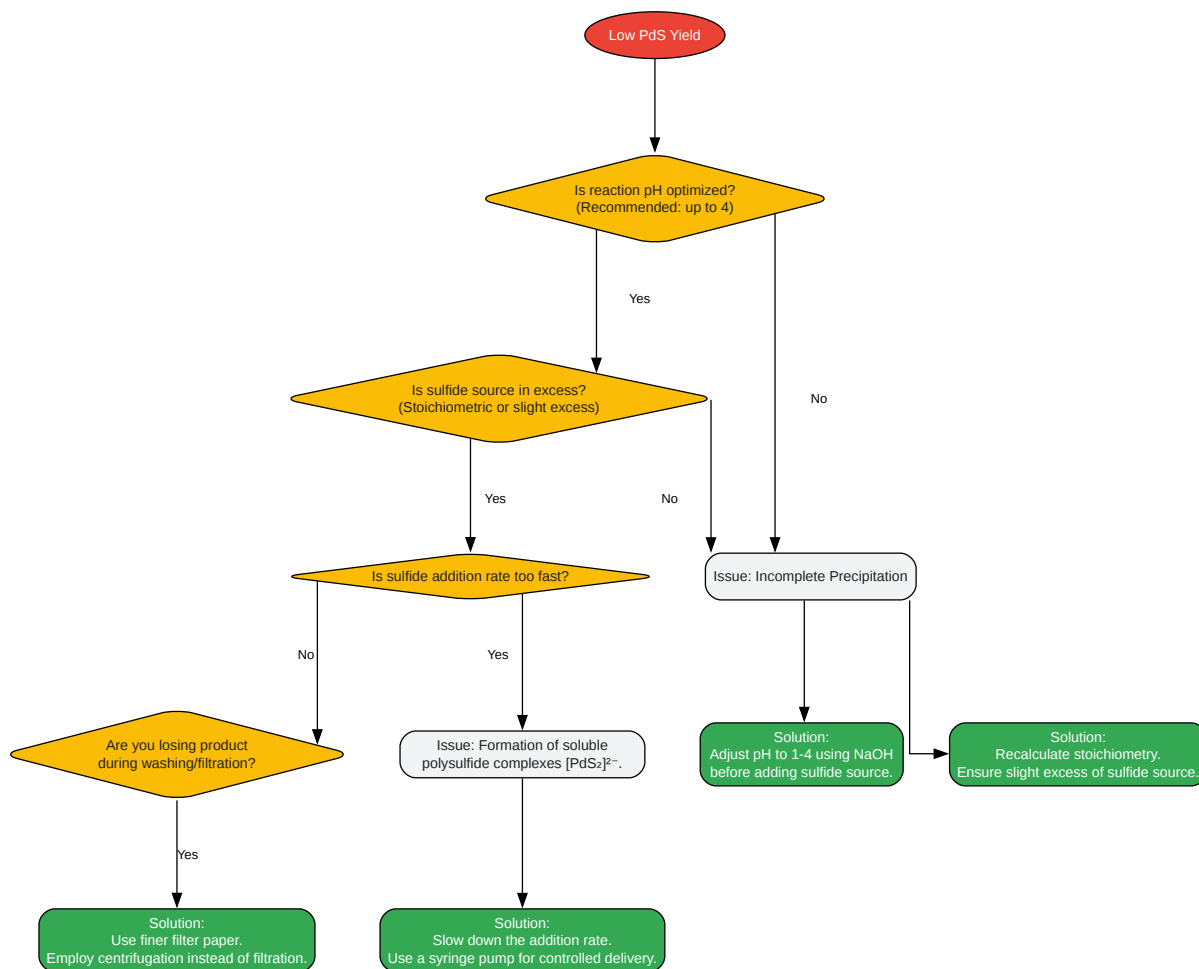 Low PdS Yield
Is reaction pH optimized?
(Recommended: up to 4)
Yes
No
Is sulfide source in excess?
(Stoichiometric or slight excess)
Yes
No
Is sulfide addition rate too fast?
Issue: Incomplete Precipitation
No
Yes
Are you losing product
during washing/filtration?
Issue: Formation of soluble
polysulfide complexes [PdS₂]²⁻.
Solution:
Adjust pH to 1-4 using NaOH
before adding sulfide source.
Solution:
Recalculate stoichiometry.
Ensure slight excess of sulfide source.
Yes
Solution:
Use finer filter paper.
Employ centrifugation instead of filtration.
Solution:
Slow down the addition rate.
Use a syringe pump for controlled delivery.